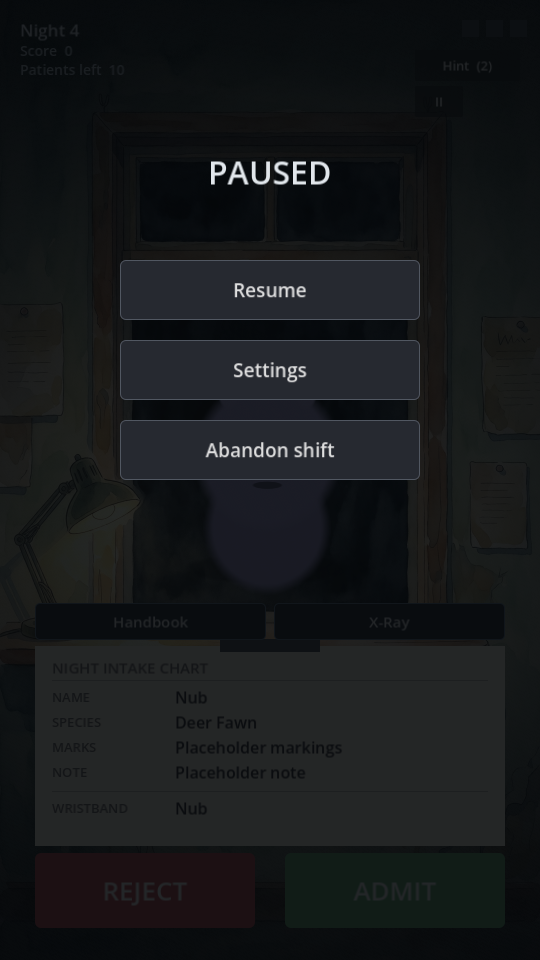 Night 4
Score 0
Patients left 10
Hint (2)
II
PAUSED
Resume
Settings
Abandon shift
Handbook
X-Ray
NIGHT INTAKE CHART
NAME Nub
SPECIES Deer Fawn
MARKS Placeholder markings
NOTE Placeholder note
WRISTBAND Nub
REJECT
ADMIT